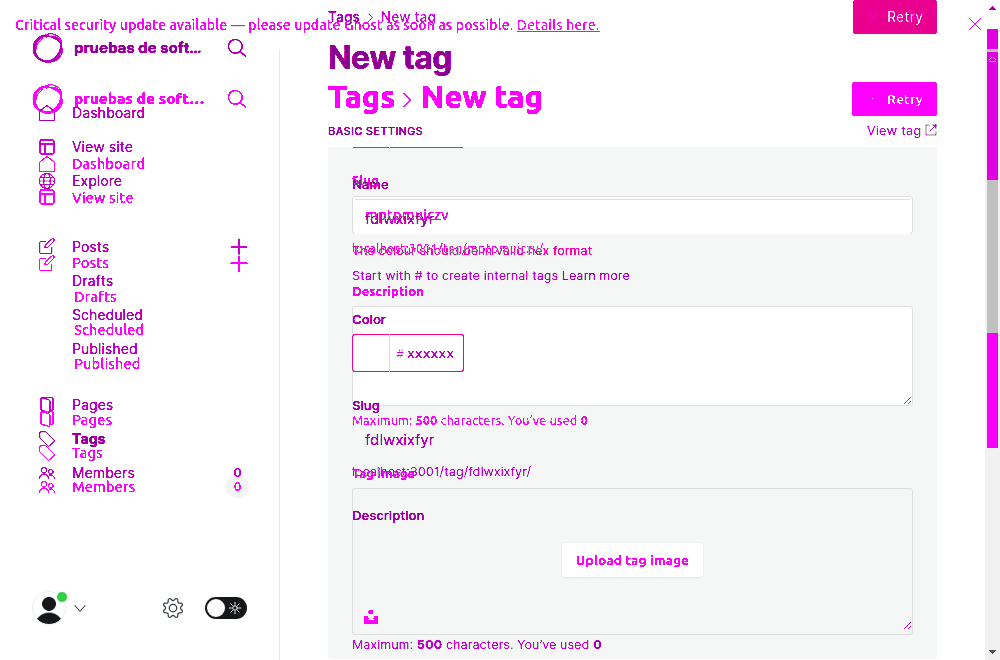 Tags > New tag
Critical security update available — please update Ghost as soon as possible. Details here.
Retry
pruebas de soft...
New tag
pruebas de soft...
Tags > New tag
Retry
Dashboard
BASIC SETTINGS
View tag
View site
Dashboard
Explore
View site
Slug
Name
fdlwxixfyr
Posts
The colour should be in valid hex format
Posts
Start with # to create internal tags Learn more
Drafts
Description
Drafts
Scheduled
Color
Scheduled
Published
# xxxxxx
Published
Pages
Slug
Pages
Maximum: 500 characters. You've used 0
Tags
fdlwxixfyr
Tags
Members 0
localhost:3001/tag/fdlwxixfyr/
Tag image
Members 0
Description
Upload tag image
Maximum: 500 characters. You've used 0